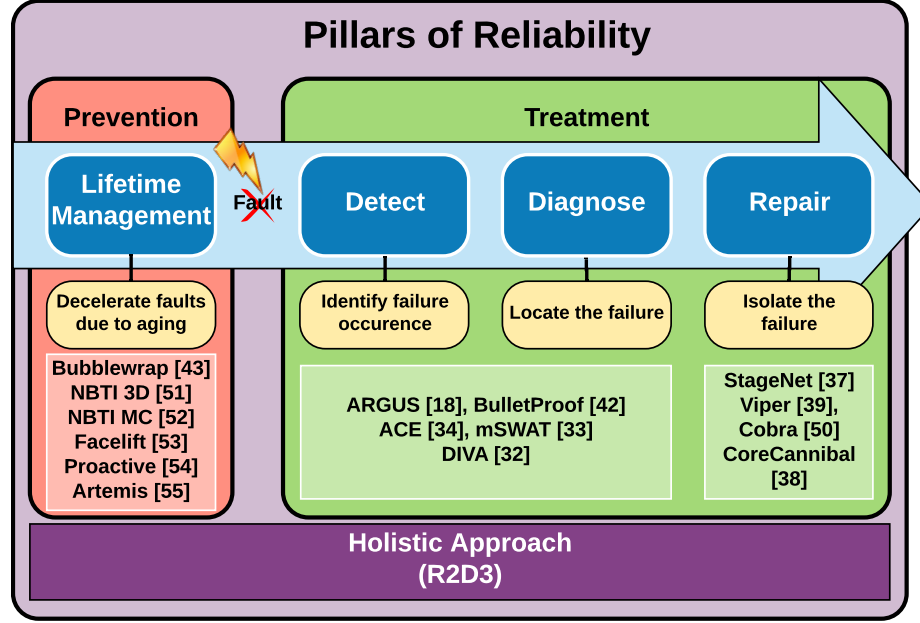 Pillars of Reliability
Prevention
Treatment
Lifetime
Management
Fault
Detect
Diagnose
Repair
Decelerate faults
due to aging
Identify failure
occurence
Locate the failure
Isolate the
failure
Bubblewrap [43]
NBTI 3D [51]
NBTI MC [52]
Facelift [53]
Proactive [54]
Artemis [55]
ARGUS [18], BulletProof [42]
ACE [34], mSWAT [33]
DIVA [32]
StageNet [37]
Viper [39],
Cobra [50]
CoreCannibal
[38]
Holistic Approach
(R2D3)